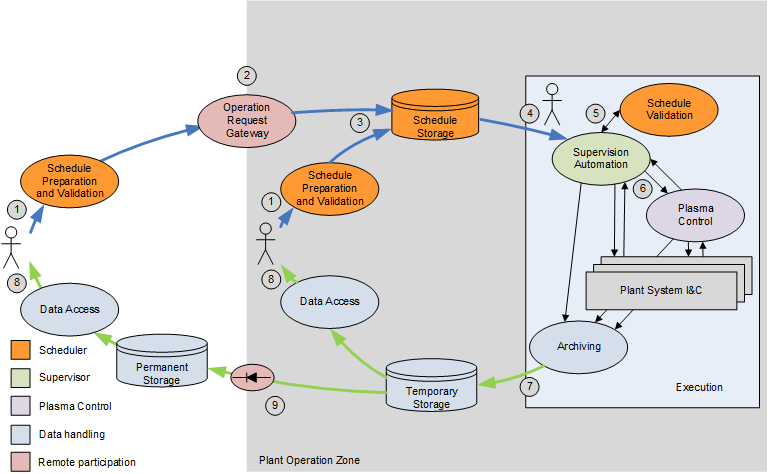 2
Operation
Request
Gateway
3
Schedule
Storage
4
5
Schedule
Validation
Supervision
Automation
6
Schedule
Preparation
and Validation
1
Schedule
Preparation
and Validation
1
Plasma
Control
8
Data Access
8
Data Access
Plant System I&C
Scheduler
Permanent
Storage
Archiving
Supervisor
7
Temporary
Storage
Execution
Plasma Control
9
Data handling
Remote participation
Plant Operation Zone